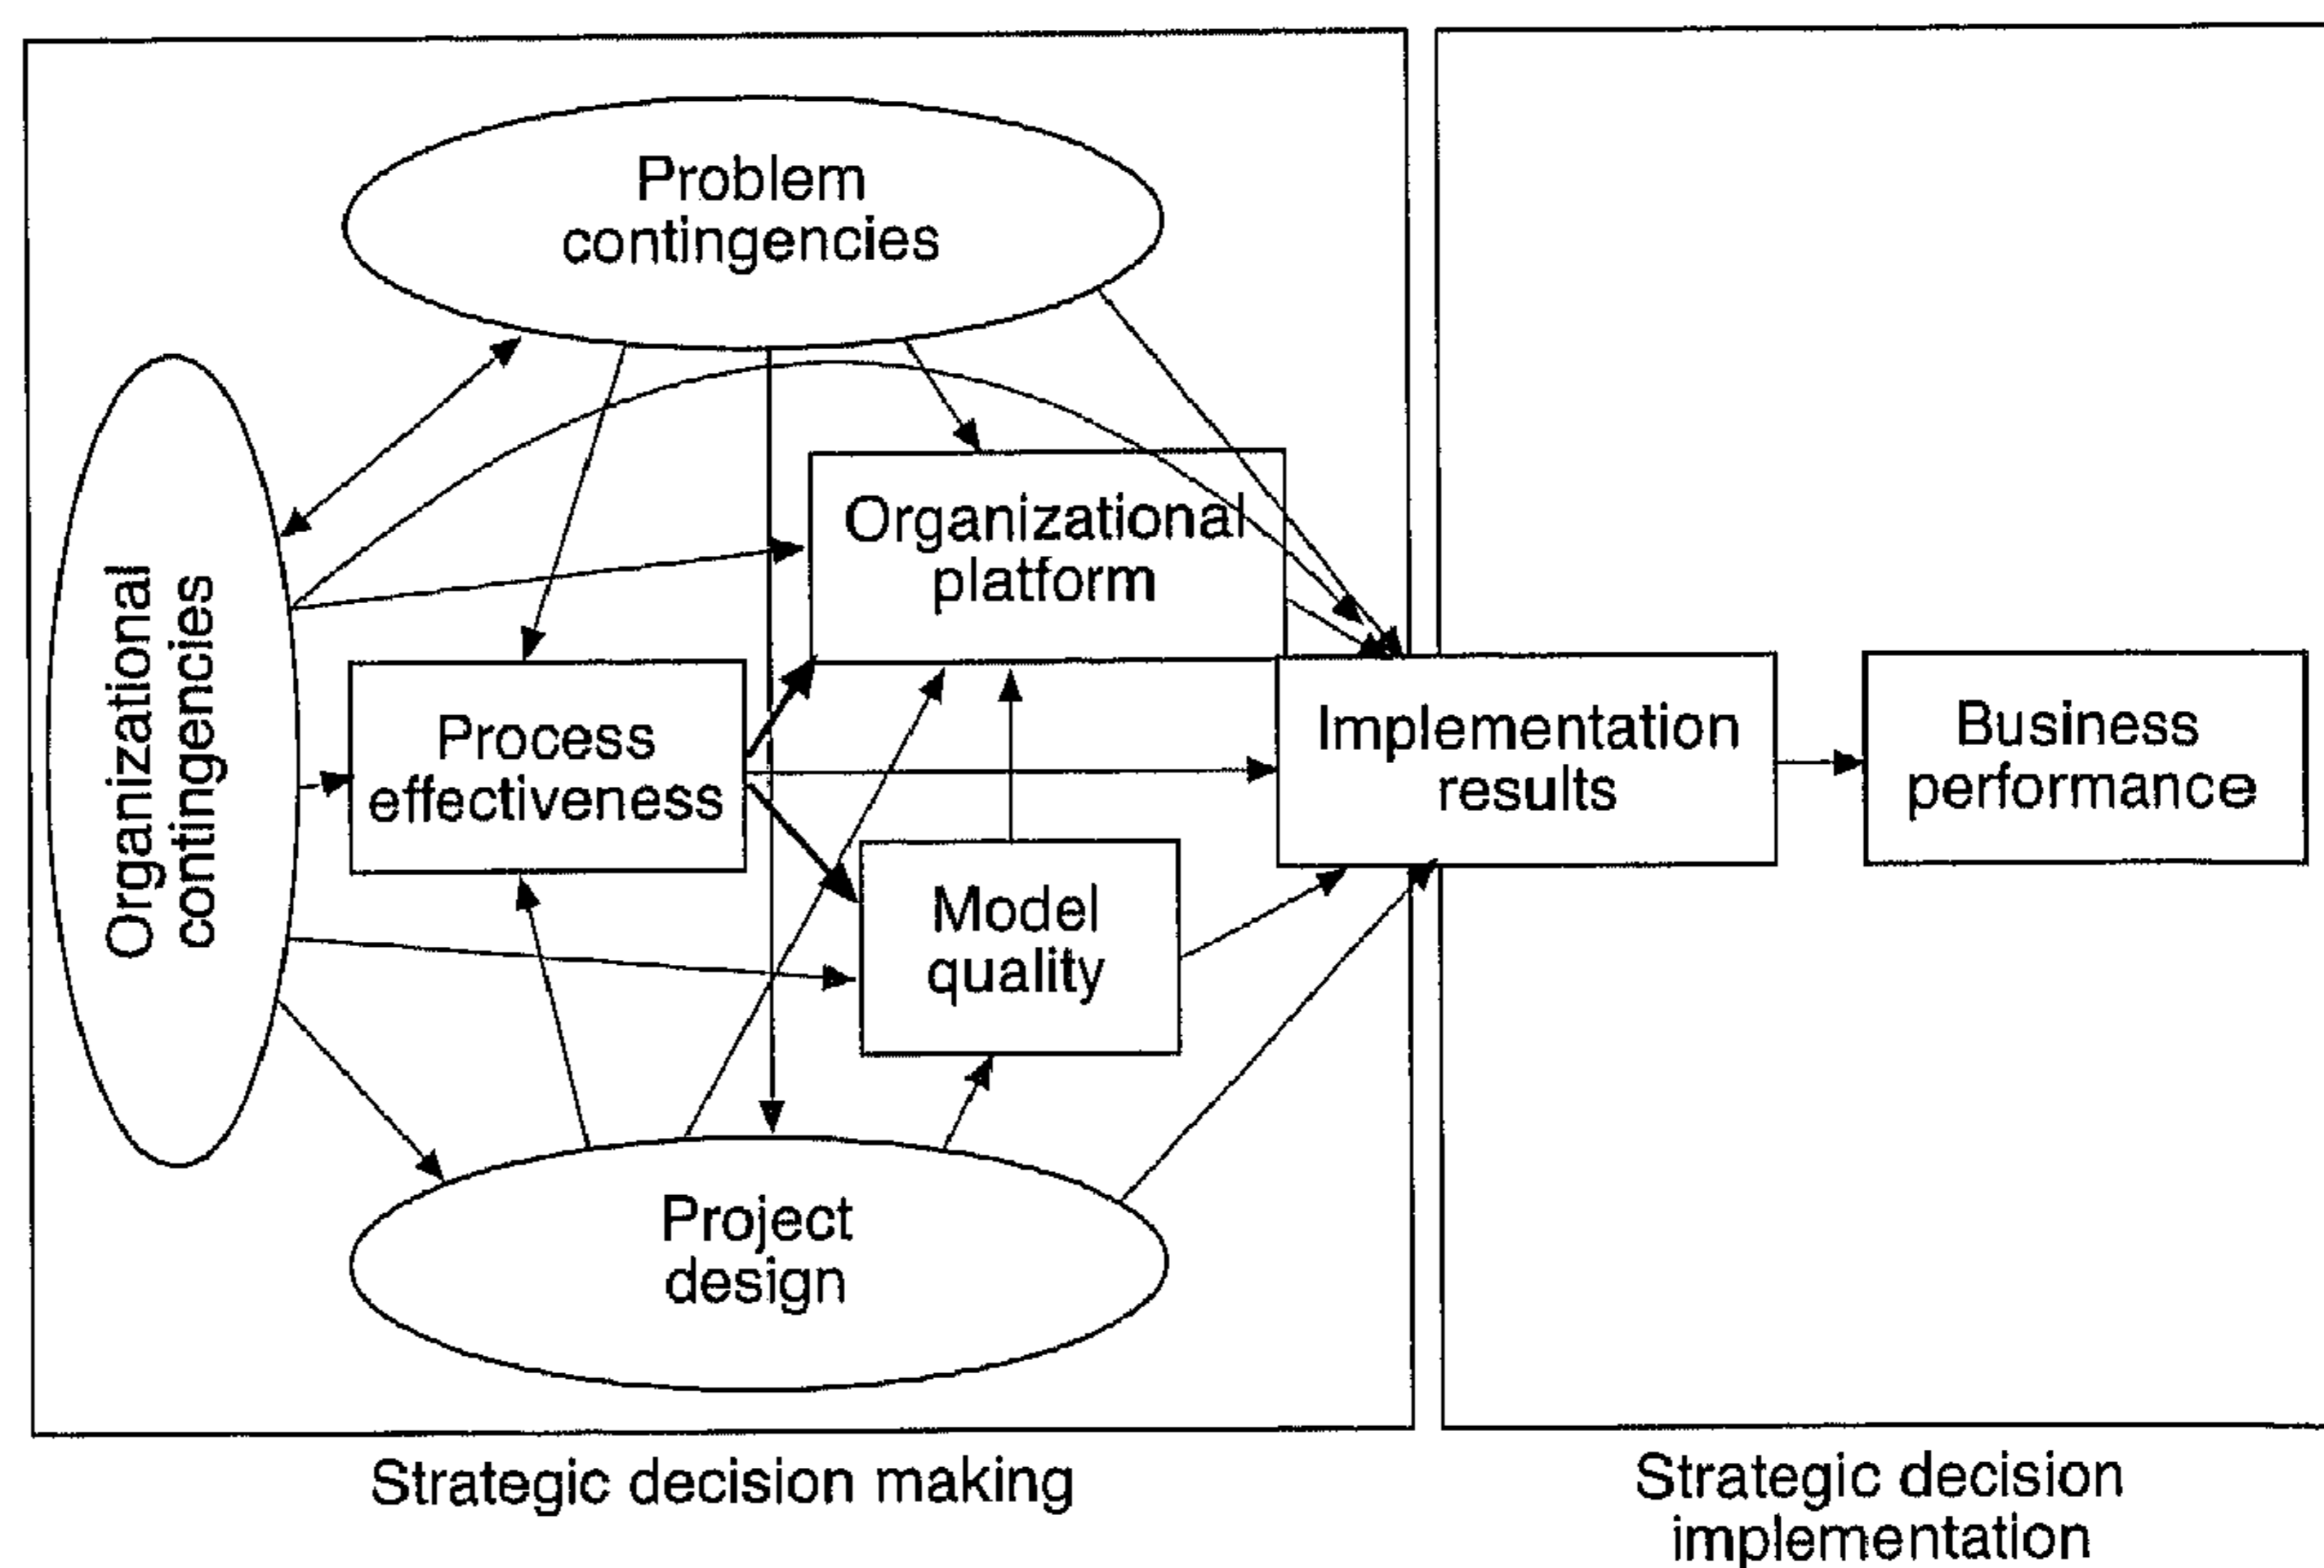 Problem
contingencies
Organizational
contingencies
Organizational
platform
Process
effectiveness
Implementation
results
Business
performance
Model
quality
Project
design
Strategic decision making
Strategic decision
implementation